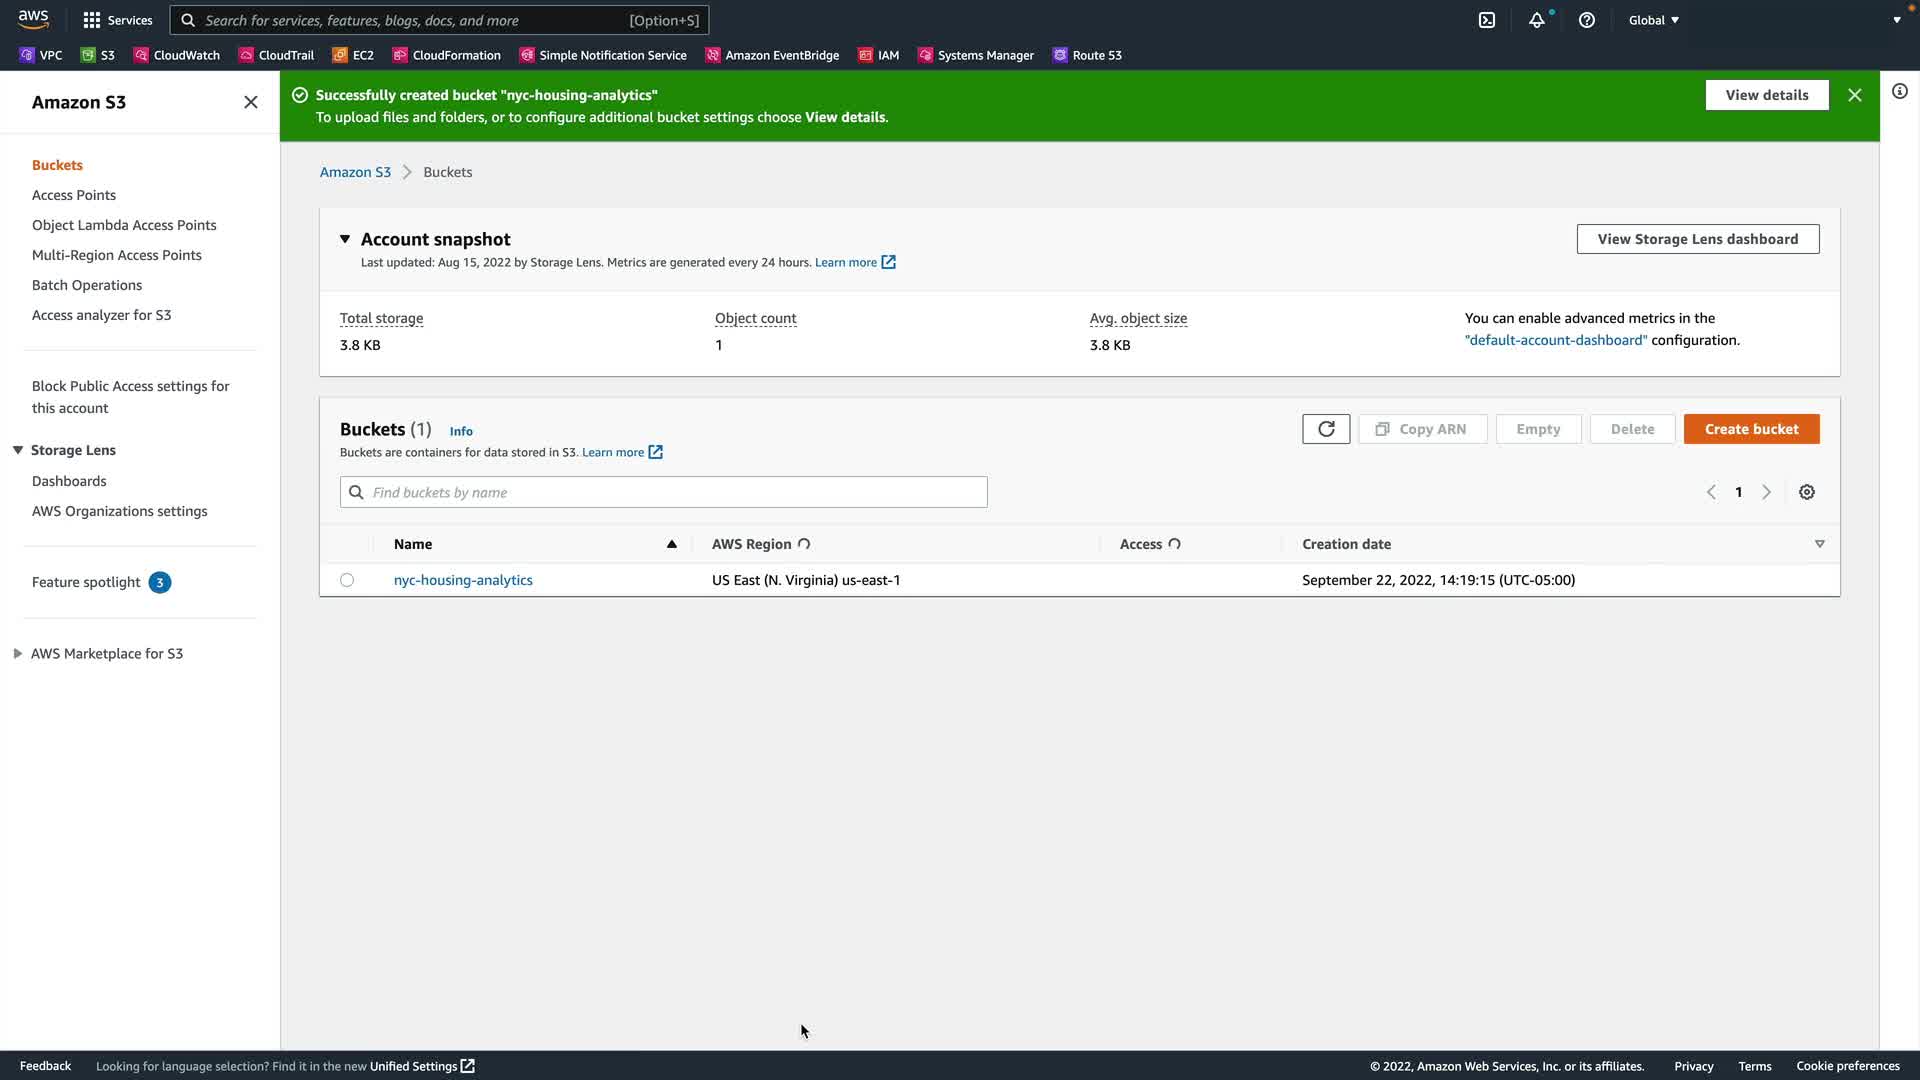 aws
Services
Search for services, features, blogs, docs, and more
[Option+S]
Global
VPC
S3
CloudWatch
CloudTrail
EC2
CloudFormation
Simple Notification Service
Amazon EventBridge
IAM
Systems Manager
Route 53
Amazon S3
Buckets
Access Points
Object Lambda Access Points
Multi-Region Access Points
Batch Operations
Access analyzer for S3
Block Public Access settings for
this account
Storage Lens
Dashboards
AWS Organizations settings
Feature spotlight 3
AWS Marketplace for S3
Successfully created bucket "nyc-housing-analytics"
To upload files and folders, or to configure additional bucket settings choose View details.
View details
Amazon S3 > Buckets
Account snapshot
Last updated: Aug 15, 2022 by Storage Lens. Metrics are generated every 24 hours. Learn more
View Storage Lens dashboard
Total storage
3.8 KB
Object count
1
Avg. object size
3.8 KB
You can enable advanced metrics in the
"default-account-dashboard" configuration.
Buckets (1) Info
Buckets are containers for data stored in S3. Learn more
Copy ARN
Empty
Delete
Create bucket
Find buckets by name
1
Name
AWS Region
Access
Creation date
nyc-housing-analytics
US East (N. Virginia) us-east-1
September 22, 2022, 14:19:15 (UTC-05:00)
Feedback
Looking for language selection? Find it in the new Unified Settings
© 2022, Amazon Web Services, Inc. or its affiliates.
Privacy
Terms
Cookie preferences